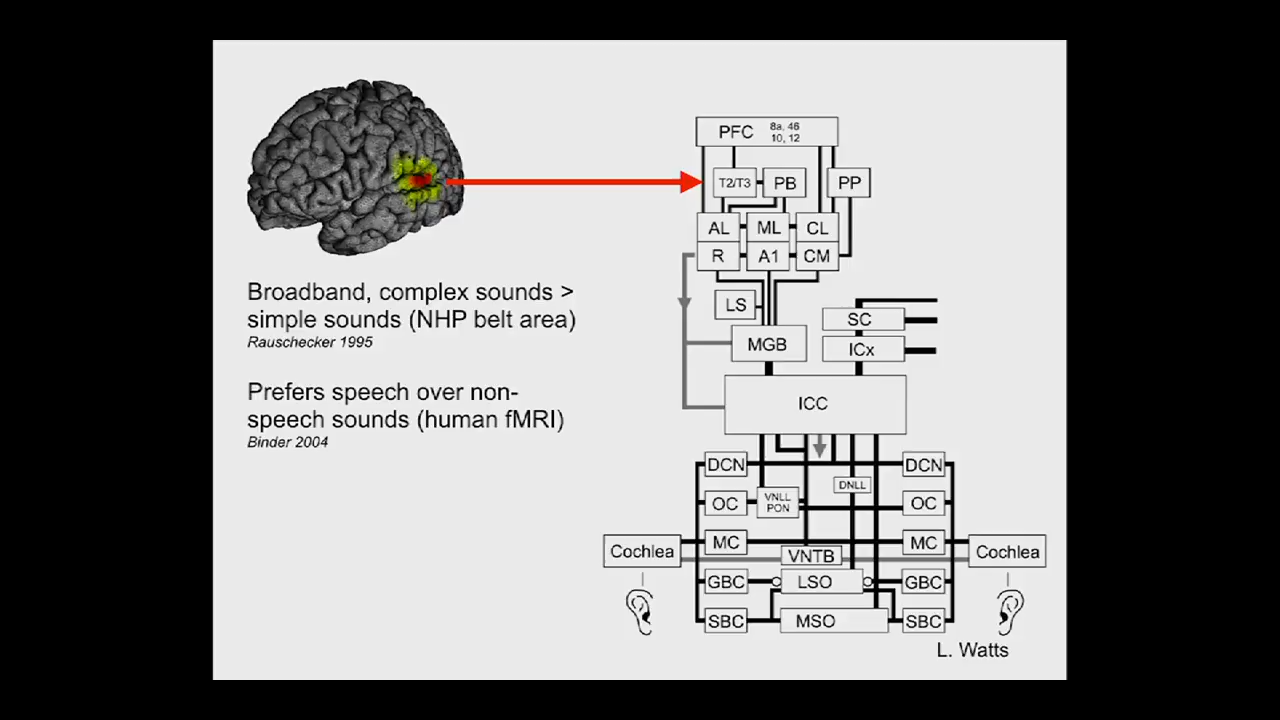 PFC 8a, 46
10, 12
T2/T3 PB PP
AL ML CL
R A1 CM
Broadband, complex sounds >
simple sounds (NHP belt area)
Rauschecker 1995
LS
SC
MGB ICx
Prefers speech over non-
speech sounds (human fMRI)
Binder 2004
ICC
DCN DCN
DNLL
OC VNLL OC
PON
MC MC
Cochlea VNTB Cochlea
GBC LSO GBC
SBC MSO SBC
L. Watts